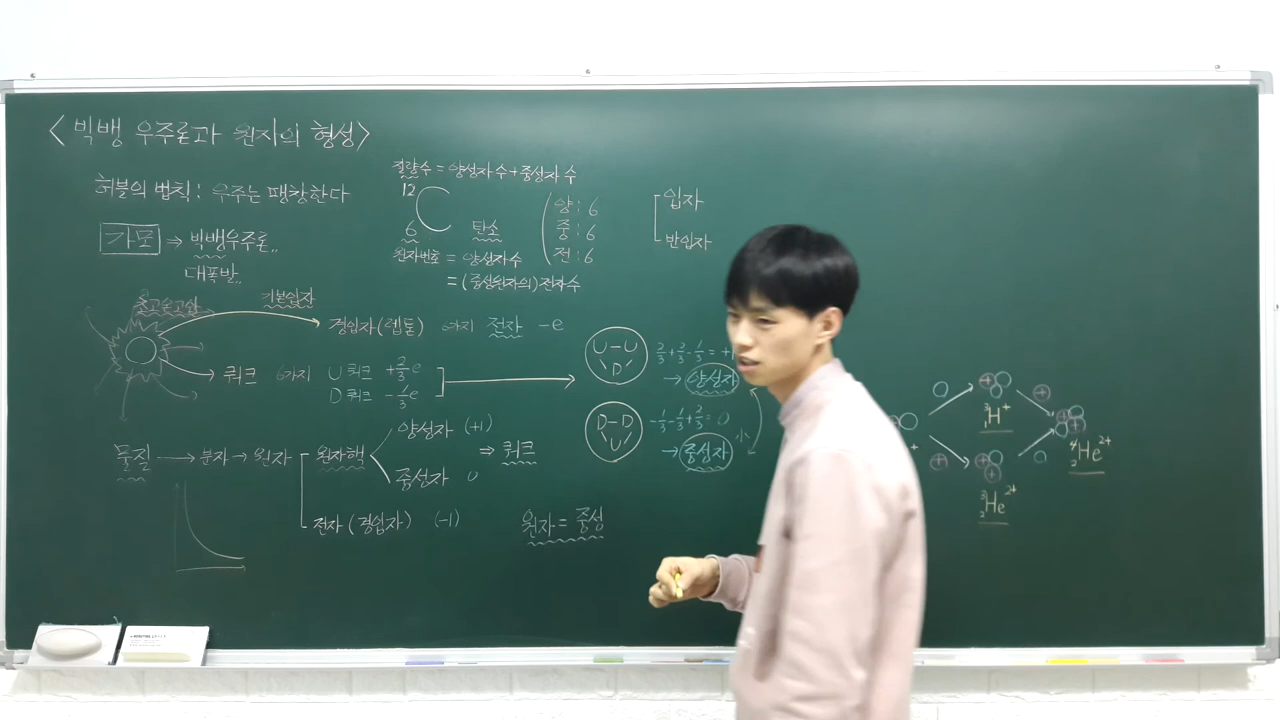 <빅뱅 우주론과 원자의 형성>
허블의 법칙: 우주는 팽창한다
가모 ⇒ 빅뱅우주론
대폭발
초고온고압
기본입자
경입자(렙톤) 6가지 전자 -e
쿼크 6가지 U쿼크 +2/3e
D쿼크 -1/3e
물질 → 분자 → 원자
원자핵
양성자 (+1)
중성자 0
⇒ 쿼크
전자(경입자) (-1)
원자 = 중성
질량수 = 양성자수 + 중성자수
12
C
6
탄소
양: 6
중: 6
전: 6
원자번호 = 양성자수
= (중성원자의)전자수
입자
반입자
U-U
D
2/3+2/3-1/3=+
→ 양성자
D-D
U
-1/3-1/3+2/3=0
→ 중성자
+
³₁H⁺
³₂He²⁺
⁴₂He²⁺